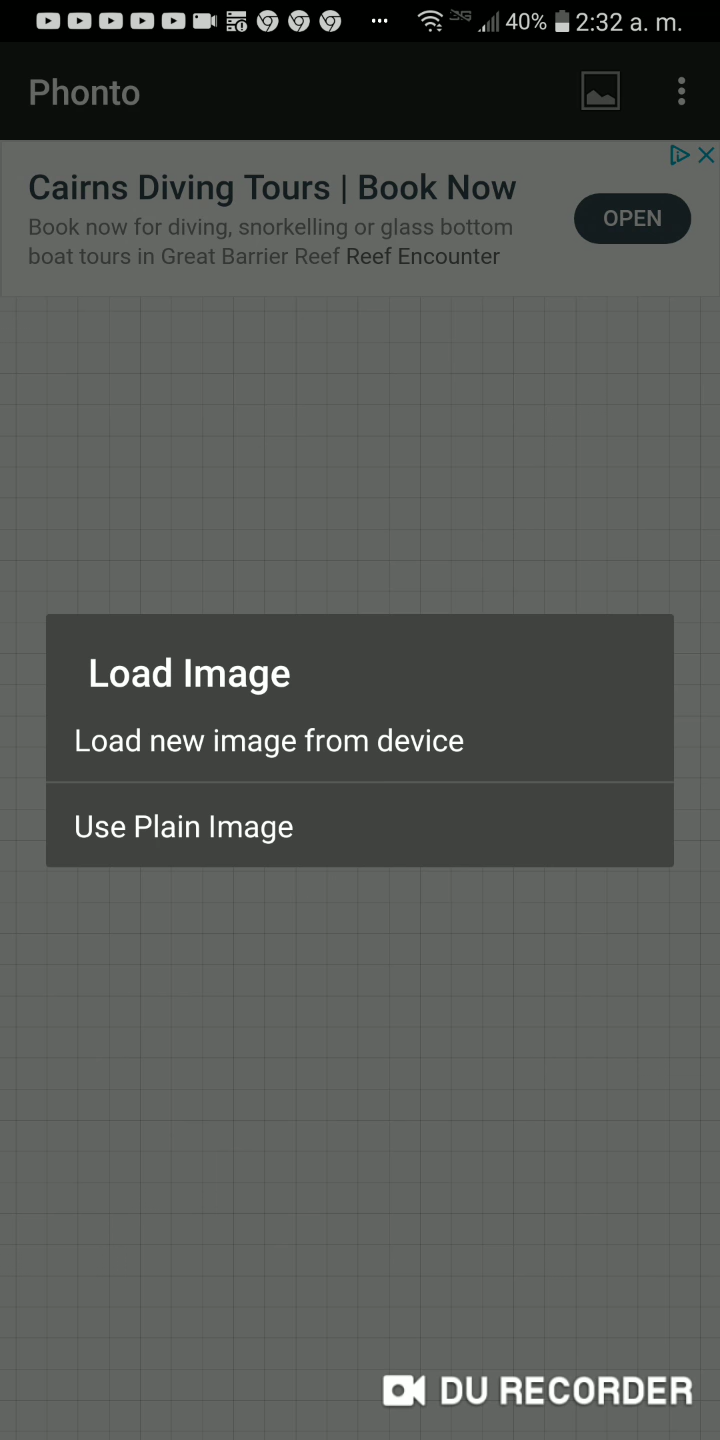 3G 40% 2:32 a. m.
Phonto
Cairns Diving Tours | Book Now
Book now for diving, snorkelling or glass bottom
boat tours in Great Barrier Reef Reef Encounter
OPEN
Load Image
Load new image from device
Use Plain Image
DU RECORDER